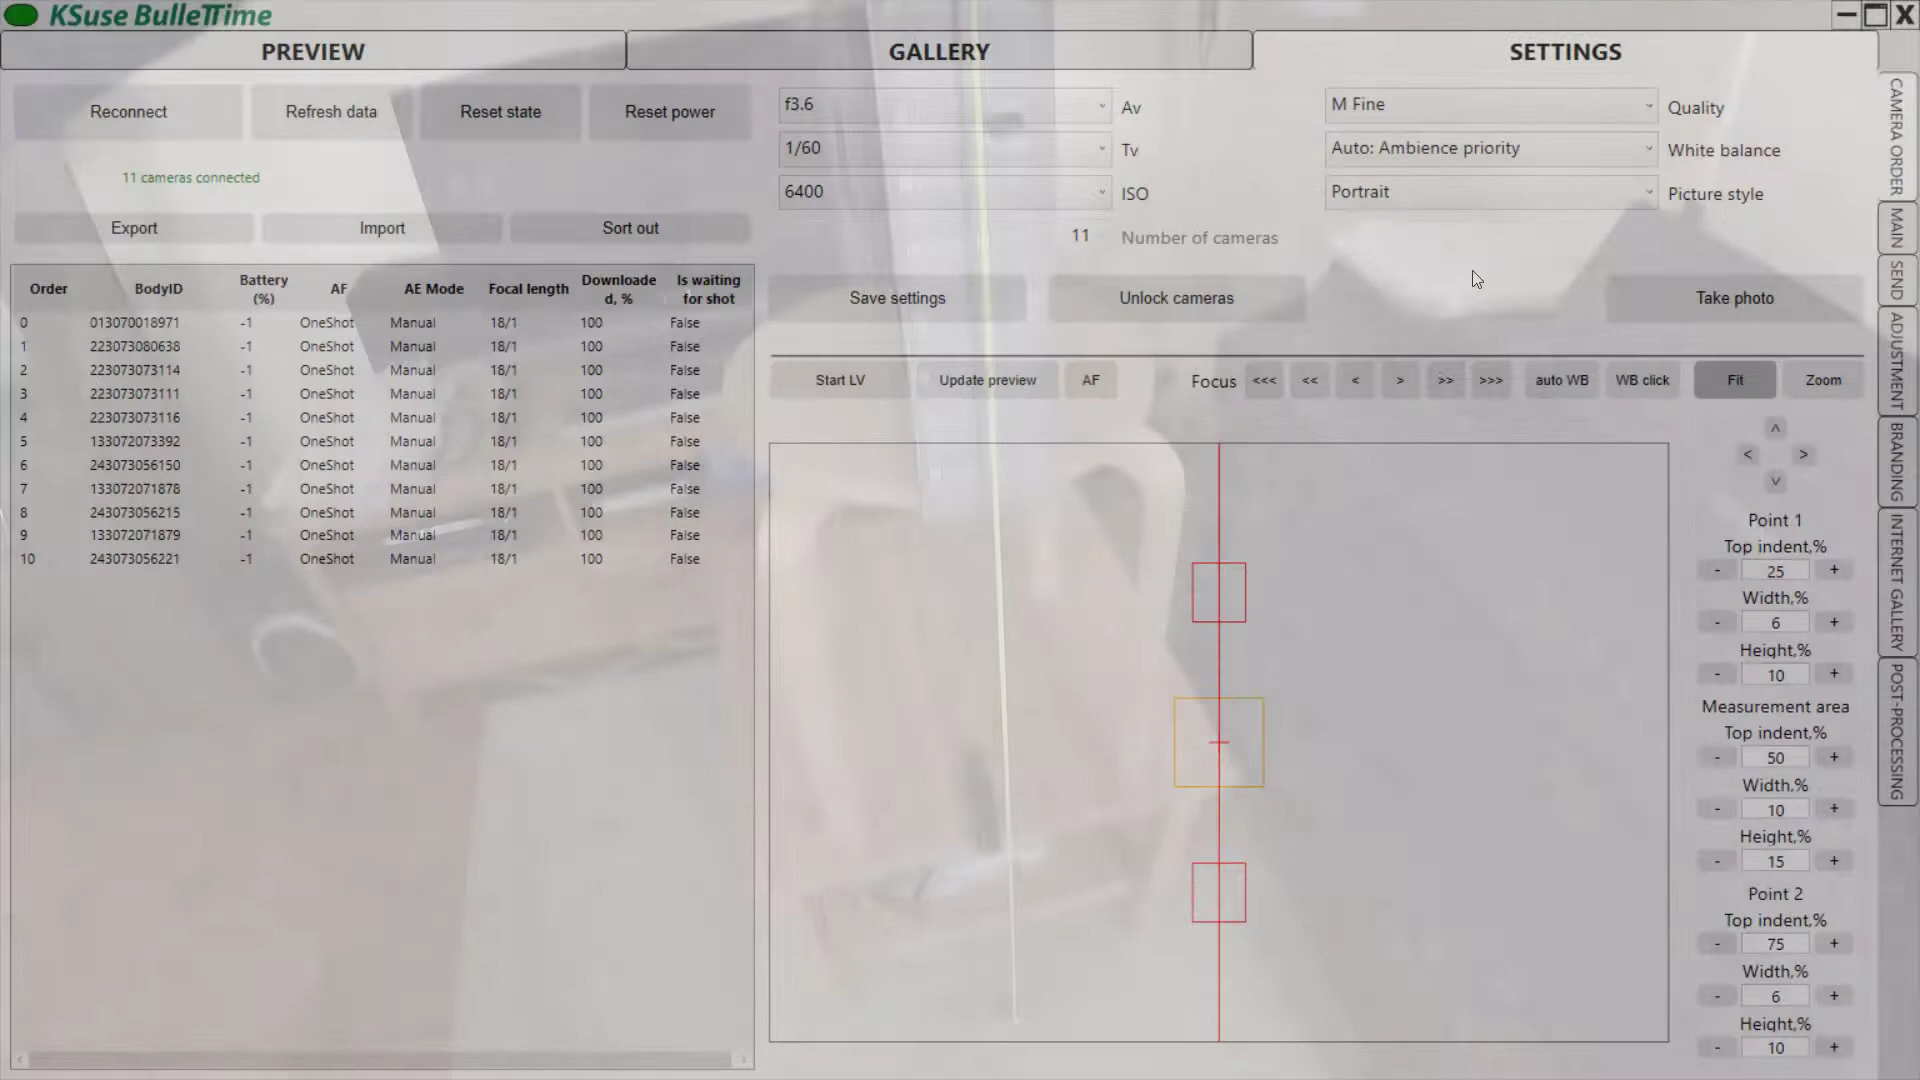 KSuse BulletTime
PREVIEW
GALLERY
SETTINGS
Reconnect
Refresh data
Reset state
Reset power
11 cameras connected
Export
Import
Sort out
Order BodyID Battery (%) AF AE Mode Focal length Downloade d, % Is waiting for shot
0 013070018971 -1 OneShot Manual 18/1 100 False
1 223073080638 -1 OneShot Manual 18/1 100 False
2 223073073114 -1 OneShot Manual 18/1 100 False
3 223073073111 -1 OneShot Manual 18/1 100 False
4 223073073116 -1 OneShot Manual 18/1 100 False
5 133072073392 -1 OneShot Manual 18/1 100 False
6 243073056150 -1 OneShot Manual 18/1 100 False
7 133072071878 -1 OneShot Manual 18/1 100 False
8 243073056215 -1 OneShot Manual 18/1 100 False
9 133072071879 -1 OneShot Manual 18/1 100 False
10 243073056221 -1 OneShot Manual 18/1 100 False
f3.6 Av
1/60 Tv
6400 ISO
11 Number of cameras
M Fine Quality
Auto: Ambience priority White balance
Portrait Picture style
Save settings
Unlock cameras
Take photo
Start LV
Update preview
AF
Focus <<< << < > >> >>>
auto WB
WB click
Fit
Zoom
^
< >
v
Point 1
Top indent,%
- 25 +
Width,%
- 6 +
Height,%
- 10 +
Measurement area
Top indent,%
- 50 +
Width,%
- 10 +
Height,%
- 15 +
Point 2
Top indent,%
- 75 +
Width,%
- 6 +
Height,%
- 10 +
CAMERA ORDER
MAIN
SEND
ADJUSTMENT
BRANDING
INTERNET GALLERY
POST-PROCESSING